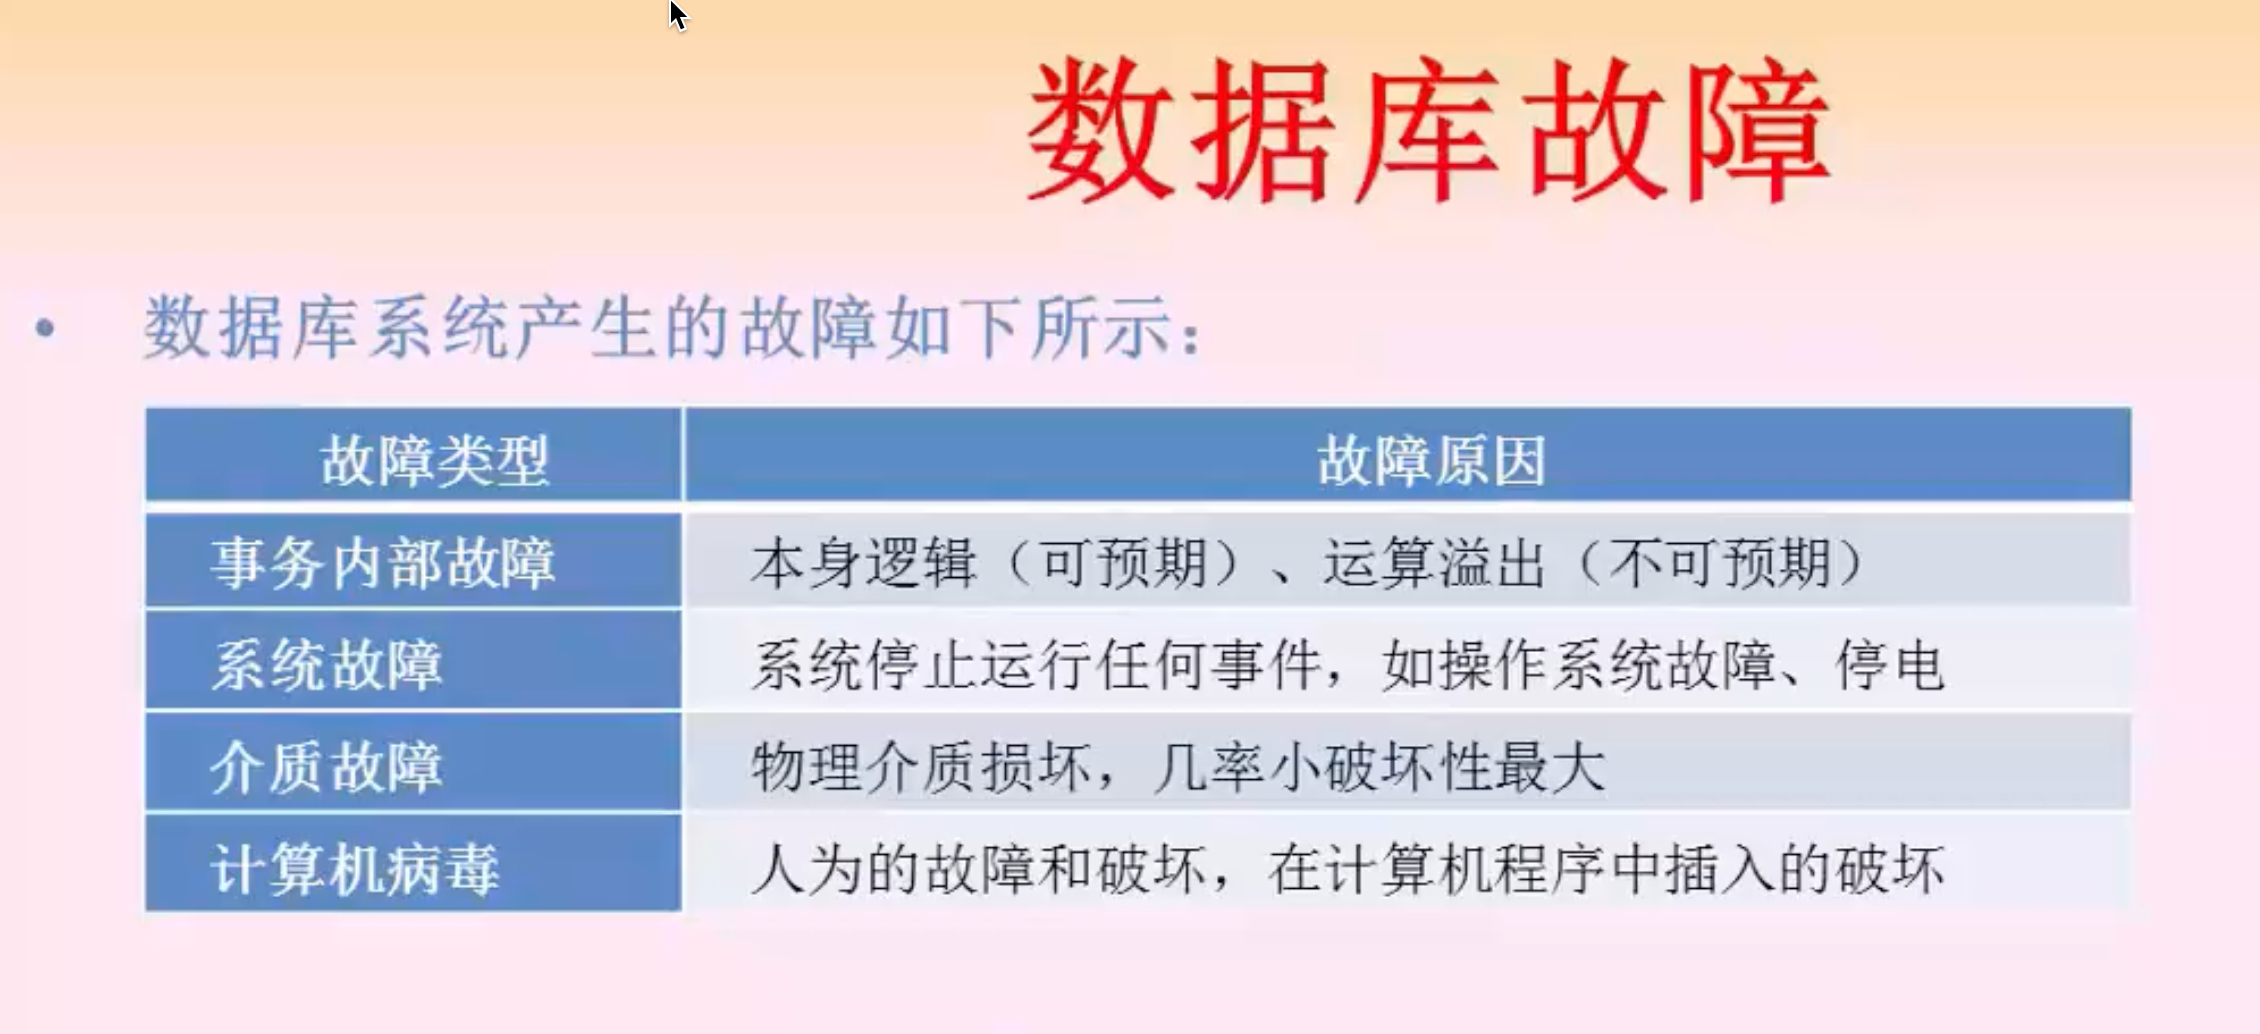 数据库故障
• 数据库系统产生的故障如下所示：
故障类型 故障原因
事务内部故障 本身逻辑（可预期）、运算溢出（不可预期）
系统故障 系统停止运行任何事件，如操作系统故障、停电
介质故障 物理介质损坏，几率小破坏性最大
计算机病毒 人为的故障和破坏，在计算机程序中插入的破坏